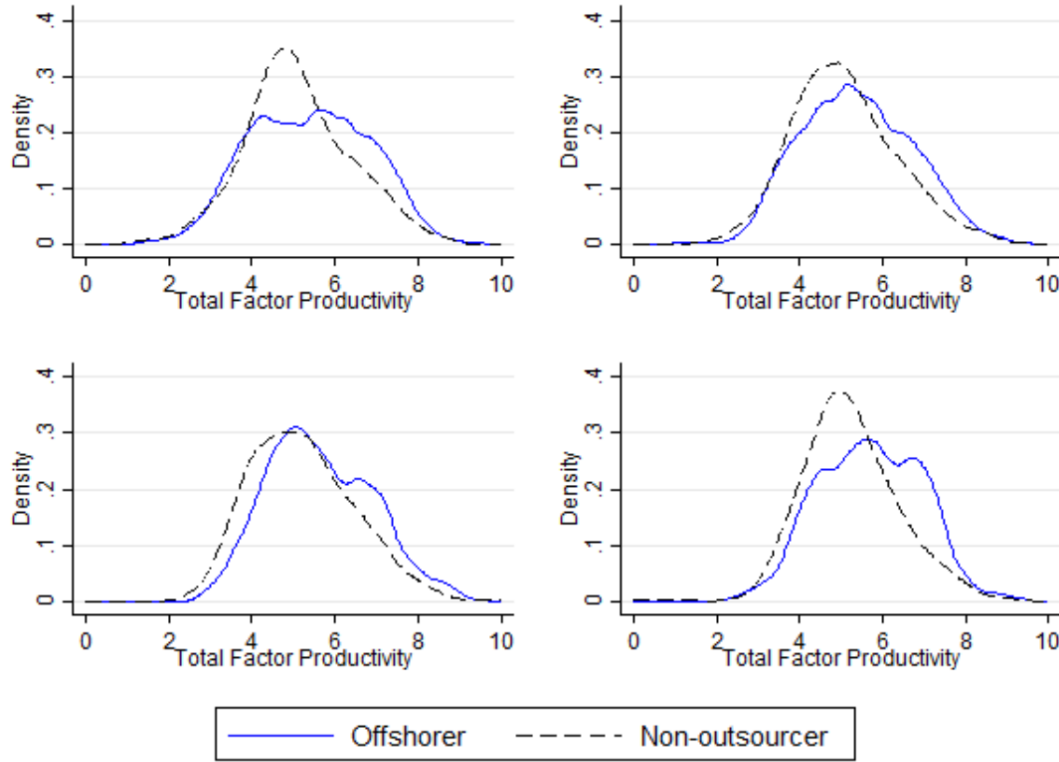 .4
.3
.2
.1
0
Density
0 2 4 6 8 10
Total Factor Productivity
.4
.3
.2
.1
0
Density
0 2 4 6 8 10
Total Factor Productivity
.4
.3
.2
.1
0
Density
0 2 4 6 8 10
Total Factor Productivity
.4
.3
.2
.1
0
Density
0 2 4 6 8 10
Total Factor Productivity
Offshorer Non-outsourcer